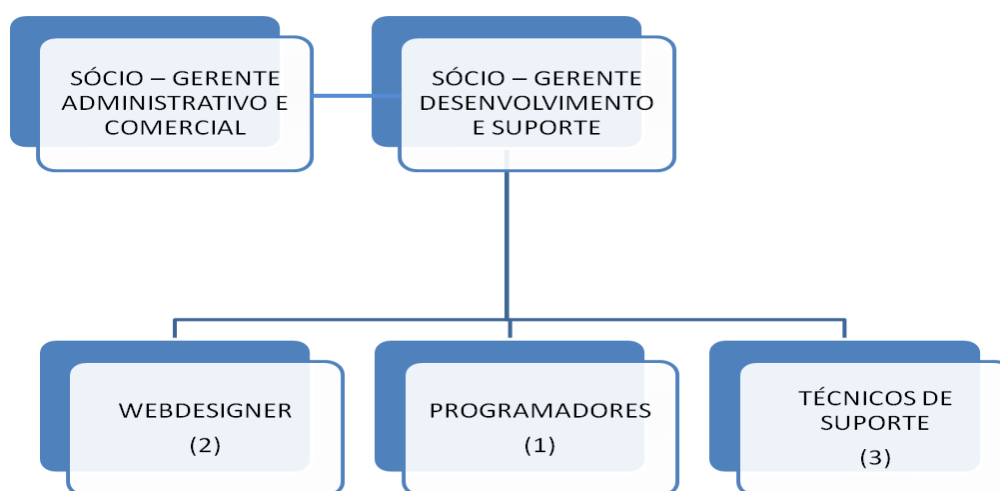 SÓCIO – GERENTE
ADMINISTRATIVO E
COMERCIAL
SÓCIO – GERENTE
DESENVOLVIMENTO
E SUPORTE
WEBDESIGNER
(2)
PROGRAMADORES
(1)
TÉCNICOS DE
SUPORTE
(3)